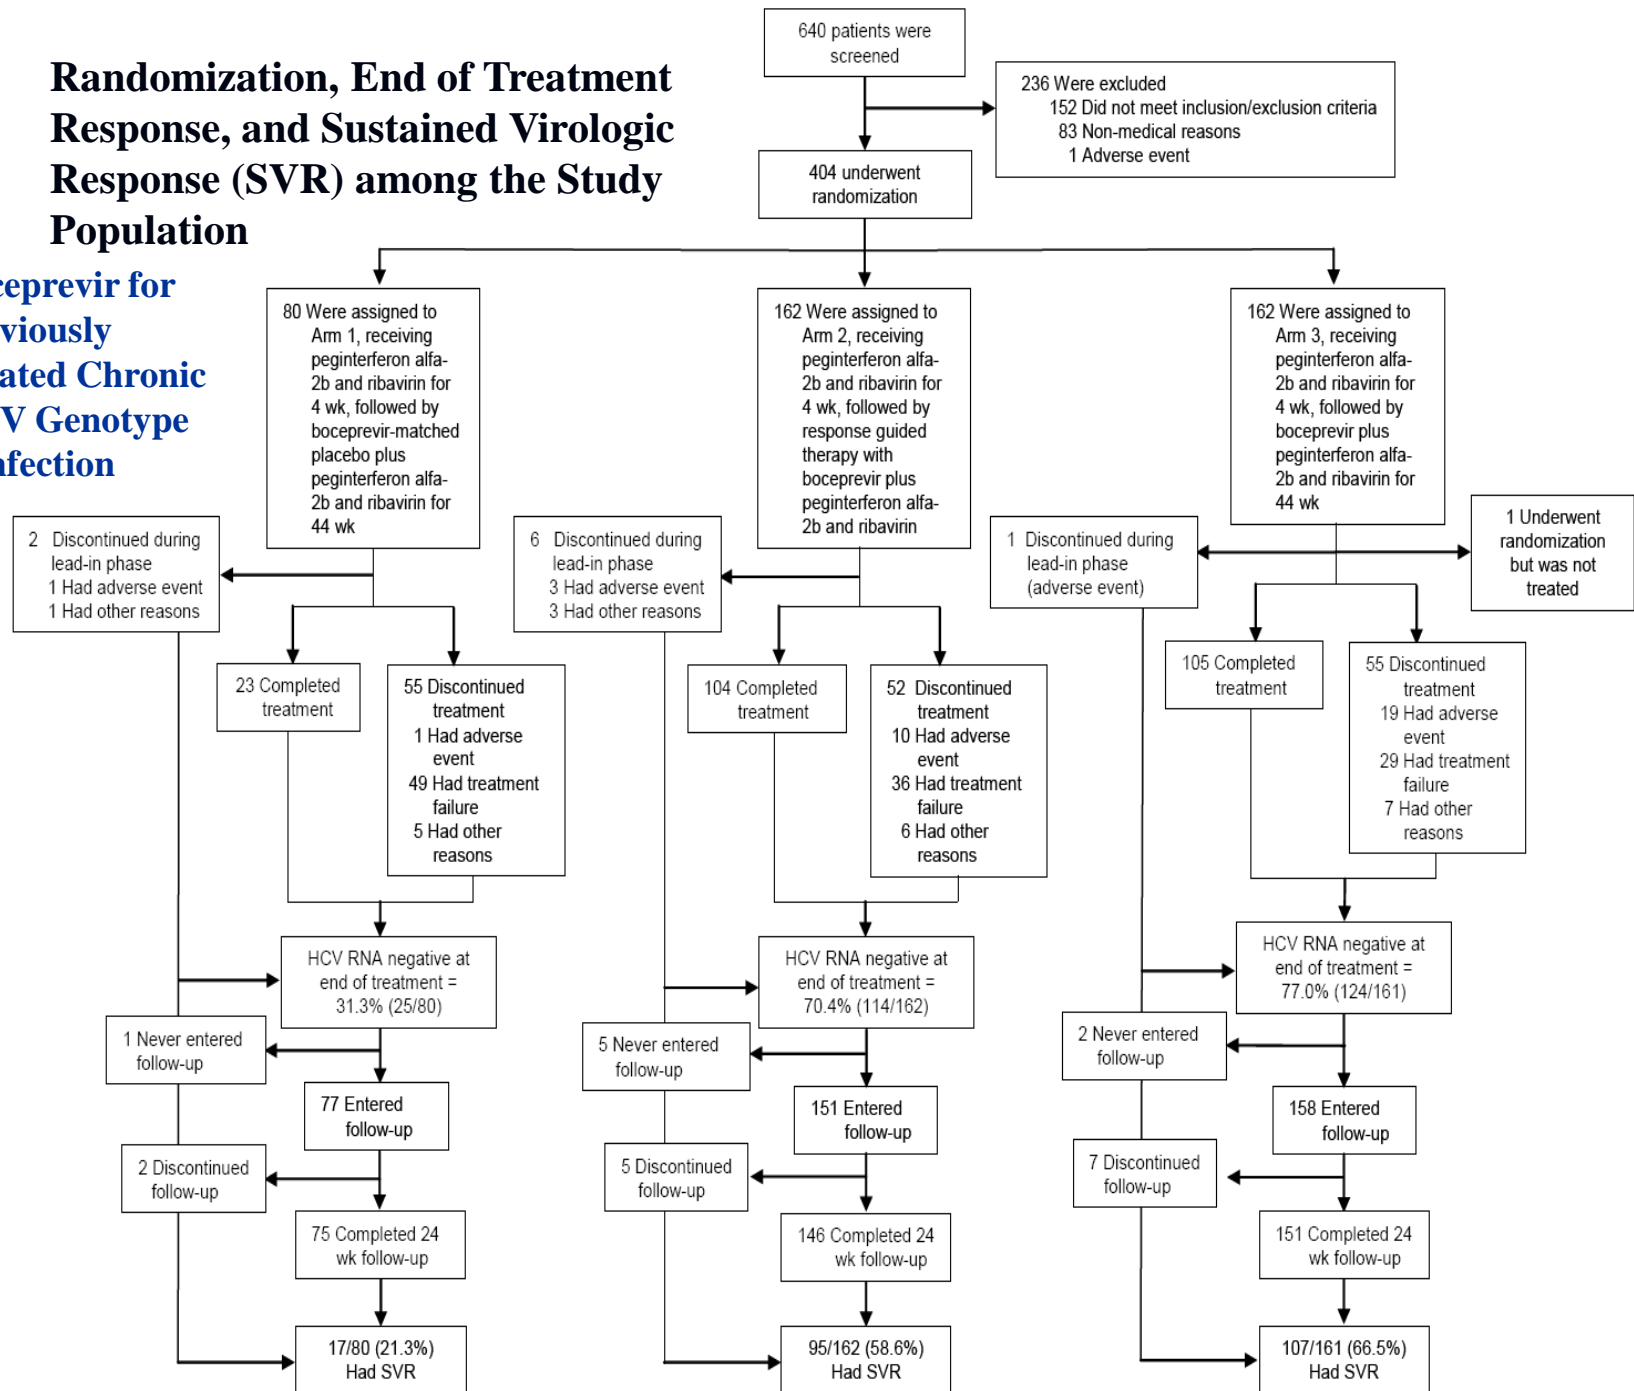 Randomization, End of Treatment
Response, and Sustained Virologic
Response (SVR) among the Study
Population
for
Chronic
Genotype
640 patients were
screened
236 Were excluded
152 Did not meet inclusion/exclusion criteria
83 Non-medical reasons
1 Adverse event
404 underwent
randomization
80 Were assigned to
Arm 1, receiving
peginterferon alfa-
2b and ribavirin for
4 wk, followed by
boceprevir-matched
placebo plus
peginterferon alfa-
2b and ribavirin for
44 wk
162 Were assigned to
Arm 2, receiving
peginterferon alfa-
2b and ribavirin for
4 wk, followed by
response guided
therapy with
boceprevir plus
peginterferon alfa-
2b and ribavirin
162 Were assigned to
Arm 3, receiving
peginterferon alfa-
2b and ribavirin for
4 wk, followed by
boceprevir plus
peginterferon alfa-
2b and ribavirin for
44 wk
2 Discontinued during
lead-in phase
1 Had adverse event
1 Had other reasons
6 Discontinued during
lead-in phase
3 Had adverse event
3 Had other reasons
1 Discontinued during
lead-in phase
(adverse event)
1 Underwent
randomization
but was not
treated
23 Completed
treatment
55 Discontinued
treatment
1 Had adverse
event
49 Had treatment
failure
5 Had other
reasons
104 Completed
treatment
52 Discontinued
treatment
10 Had adverse
event
36 Had treatment
failure
6 Had other
reasons
105 Completed
treatment
55 Discontinued
treatment
19 Had adverse
event
29 Had treatment
failure
7 Had other
reasons
HCV RNA negative at
end of treatment =
31.3% (25/80)
HCV RNA negative at
end of treatment =
70.4% (114/162)
HCV RNA negative at
end of treatment =
77.0% (124/161)
1 Never entered
follow-up
5 Never entered
follow-up
2 Never entered
follow-up
77 Entered
follow-up
151 Entered
follow-up
158 Entered
follow-up
2 Discontinued
follow-up
5 Discontinued
follow-up
7 Discontinued
follow-up
75 Completed 24
wk follow-up
146 Completed 24
wk follow-up
151 Completed 24
wk follow-up
17/80 (21.3%)
Had SVR
95/162 (58.6%)
Had SVR
107/161 (66.5%)
Had SVR